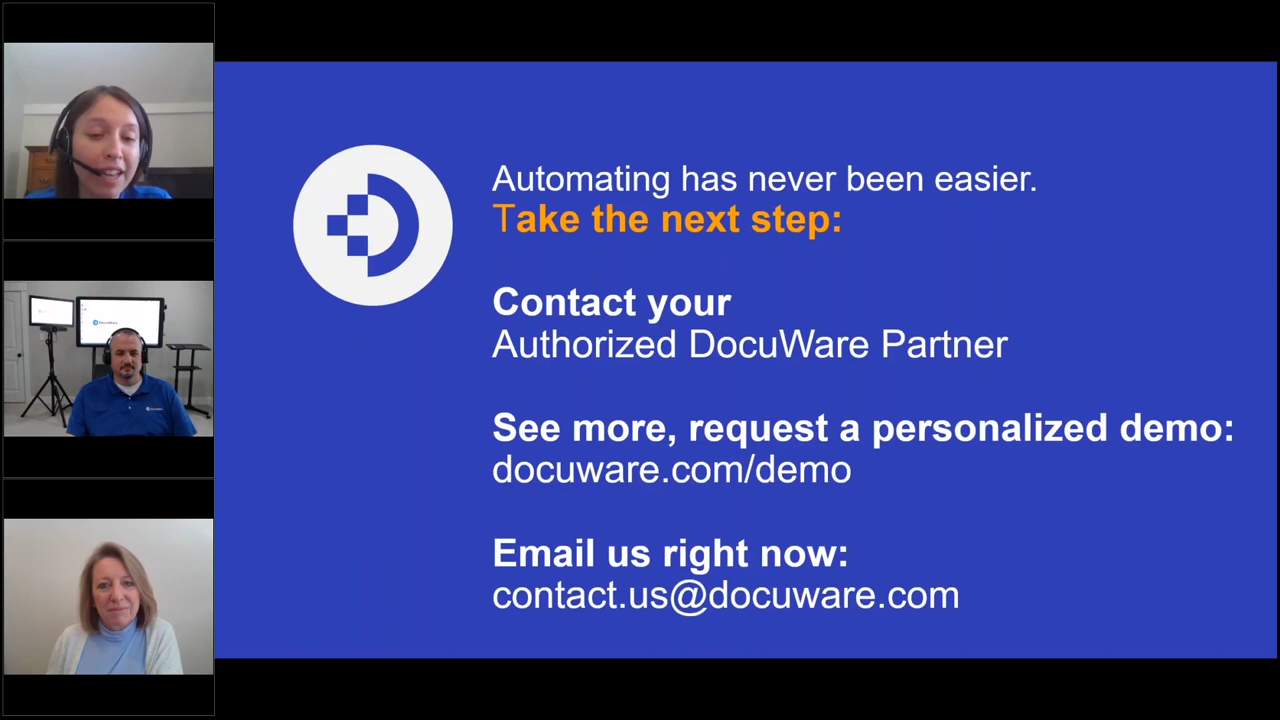 Automating has never been easier.
Take the next step:
Contact your
Authorized DocuWare Partner
See more, request a personalized demo:
docuware.com/demo
Email us right now:
contact.us@docuware.com
DocuWare